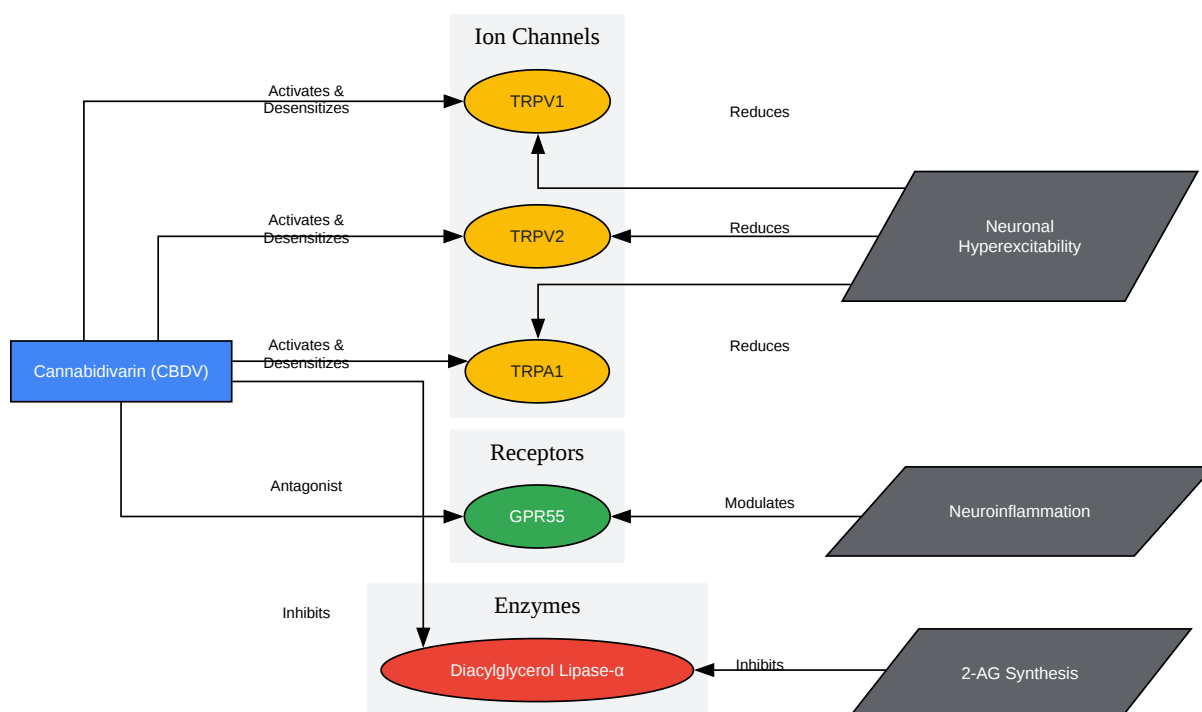 Ion Channels
Activates &
Desensitizes
TRPV1
Reduces
Activates &
Desensitizes
TRPV2
Reduces
Neuronal
Hyperexcitability
Cannabidivarin (CBDV)
Activates &
Desensitizes
TRPA1
Reduces
Receptors
Antagonist
GPR55
Modulates
Neuroinflammation
Enzymes
Inhibits
Diacylglycerol Lipase-α
Inhibits
2-AG Synthesis